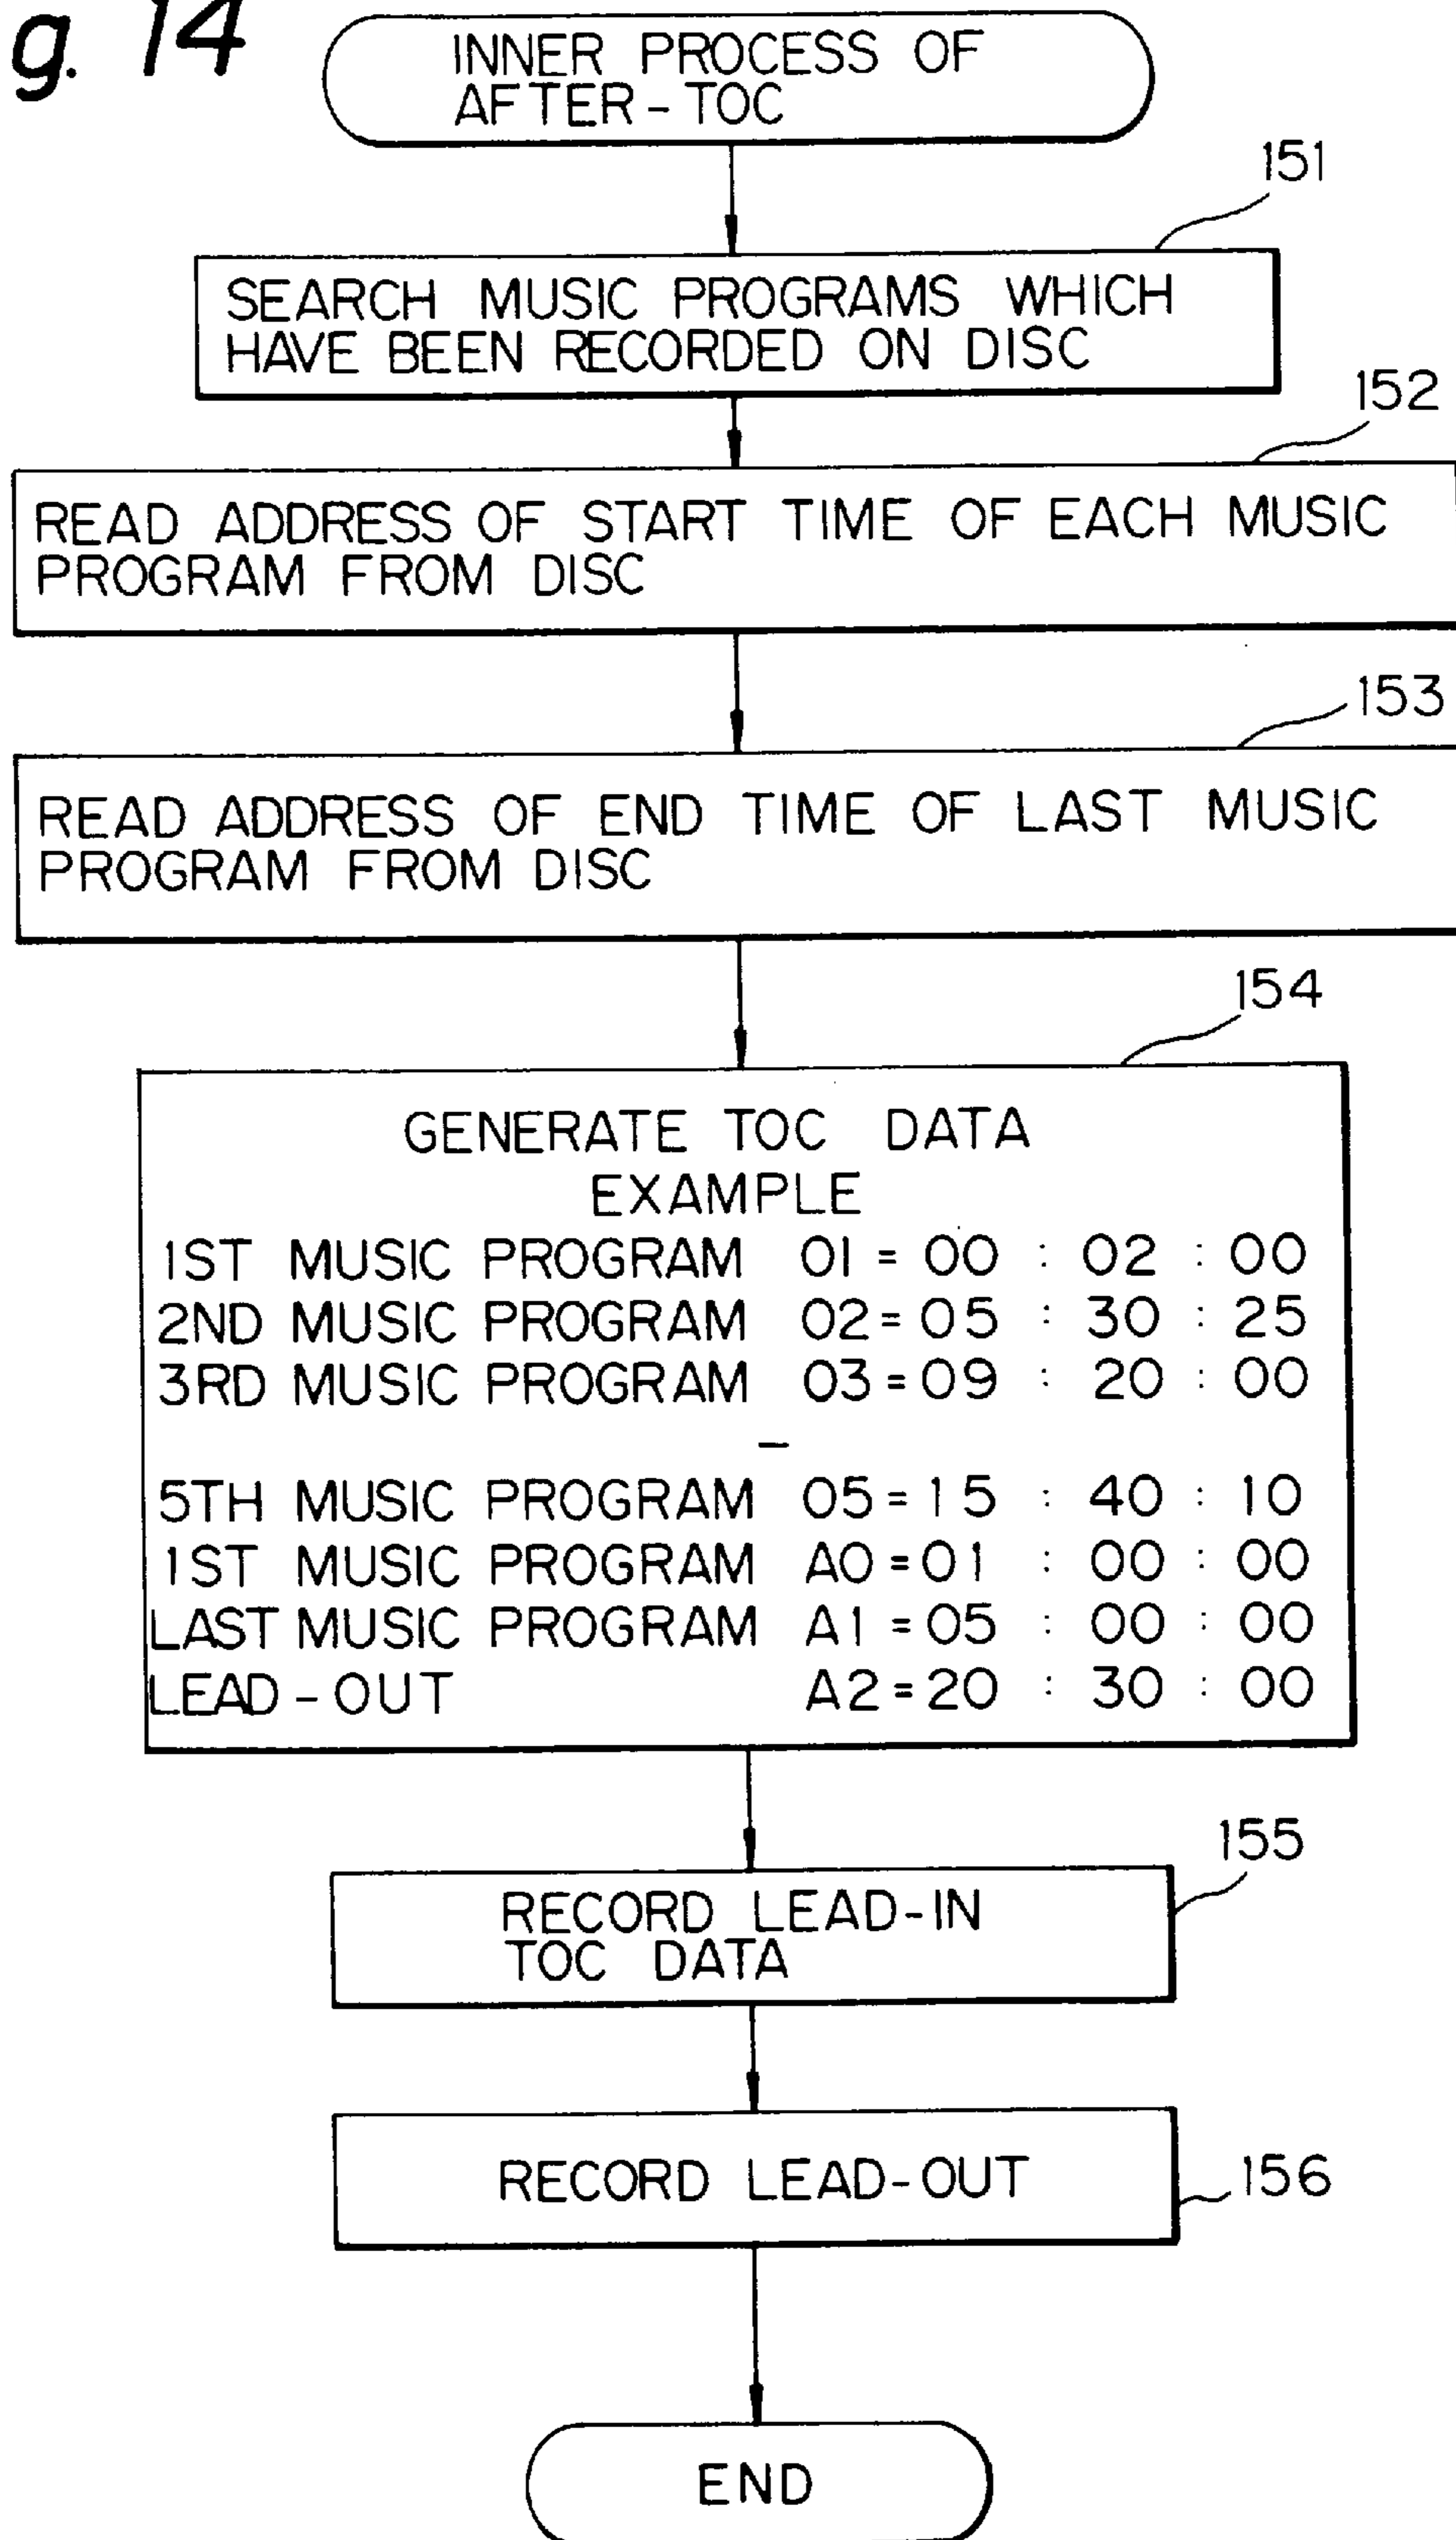 g. 14
INNER PROCESS OF
AFTER-TOC
151
SEARCH MUSIC PROGRAMS WHICH
HAVE BEEN RECORDED ON DISC
152
READ ADDRESS OF START TIME OF EACH MUSIC
PROGRAM FROM DISC
153
READ ADDRESS OF END TIME OF LAST MUSIC
PROGRAM FROM DISC
154
GENERATE TOC DATA
EXAMPLE
1ST MUSIC PROGRAM 01 = 00 : 02 : 00
2ND MUSIC PROGRAM 02 = 05 : 30 : 25
3RD MUSIC PROGRAM 03 = 09 : 20 : 00
–
5TH MUSIC PROGRAM 05 = 15 : 40 : 10
1ST MUSIC PROGRAM A0 = 01 : 00 : 00
LAST MUSIC PROGRAM A1 = 05 : 00 : 00
LEAD-OUT A2 = 20 : 30 : 00
155
RECORD LEAD-IN
TOC DATA
RECORD LEAD-OUT
156
END